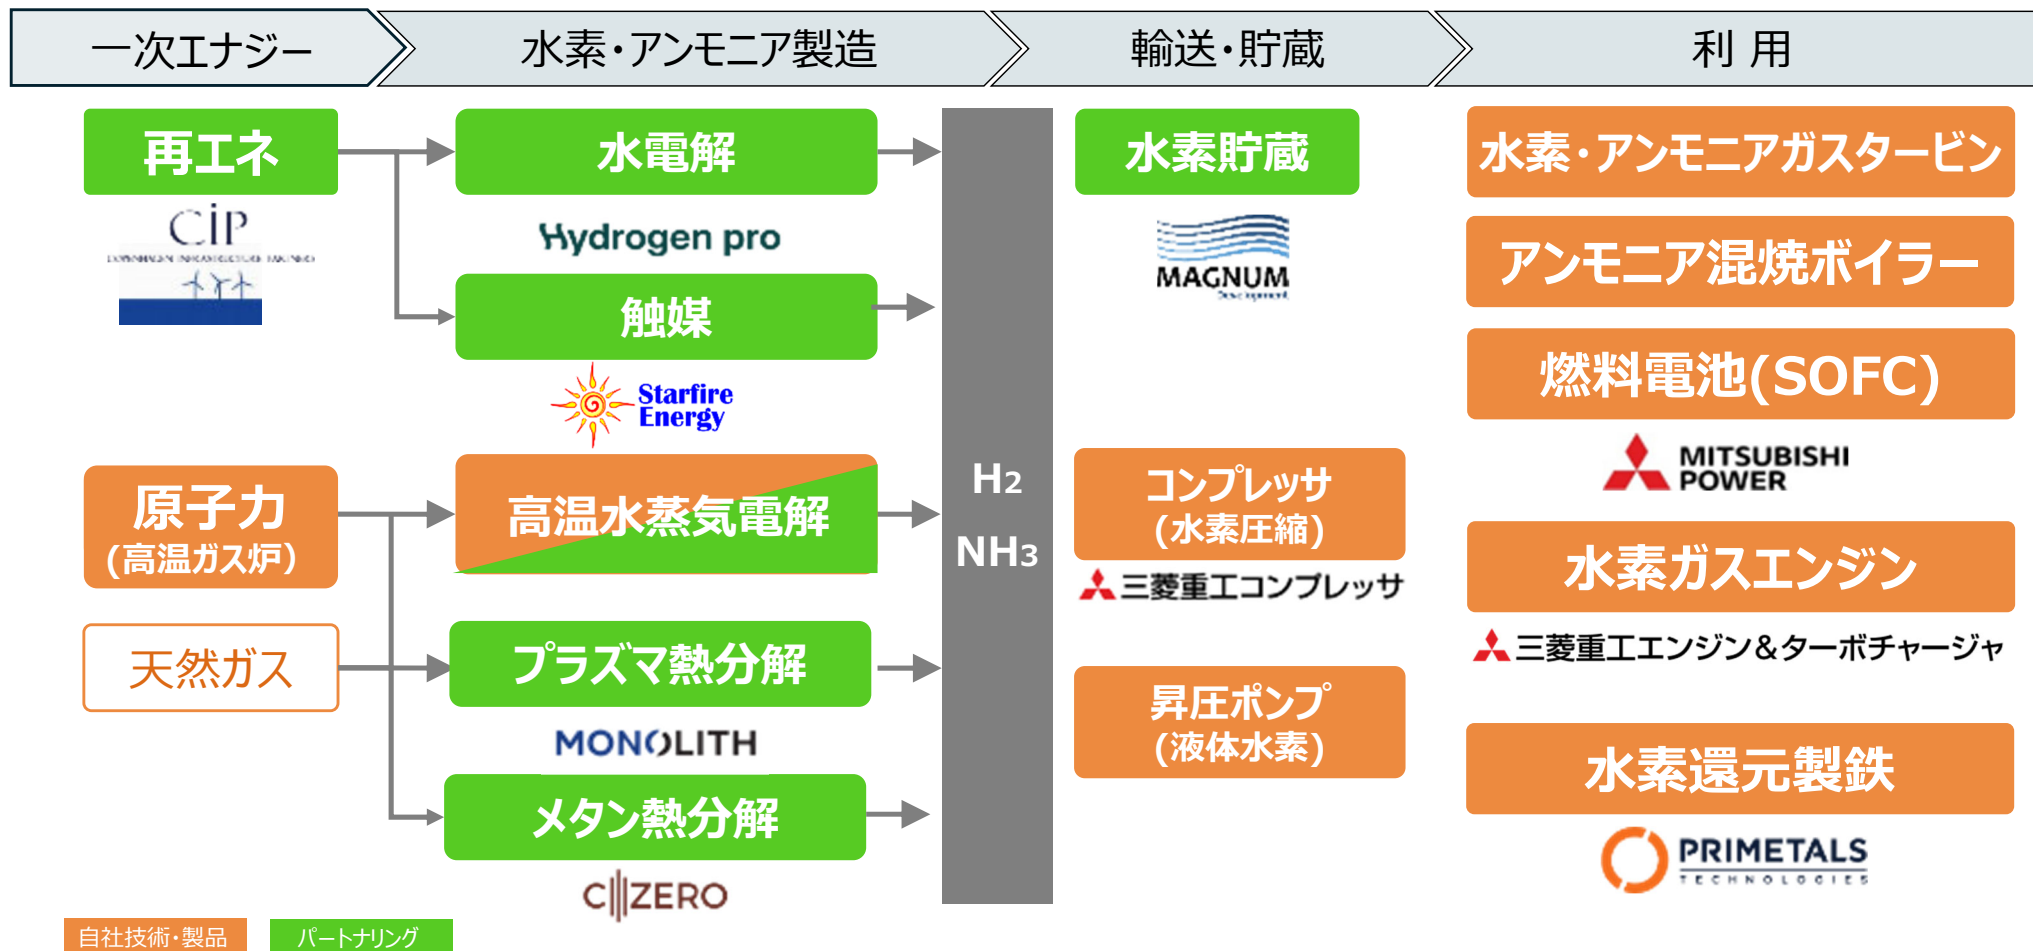 一次エナジー
水素・アンモニア製造
輸送・貯蔵
利 用
再エネ
CIP
COPENHAGEN INFRASTRUCTURE PARTNERS
水電解
Hydrogen pro
触媒
Starfire
Energy
原子力
(高温ガス炉)
高温水蒸気電解
天然ガス
プラズマ熱分解
MONOLITH
メタン熱分解
C ZERO
H2
NH3
水素貯蔵
MAGNUM
Development
コンプレッサ
(水素圧縮)
三菱重工コンプレッサ
昇圧ポンプ
(液体水素)
水素・アンモニアガスタービン
アンモニア混焼ボイラー
燃料電池(SOFC)
MITSUBISHI
POWER
水素ガスエンジン
三菱重工エンジン&ターボチャージャ
水素還元製鉄
PRIMETALS
TECHNOLOGIES
自社技術・製品
パートナリング